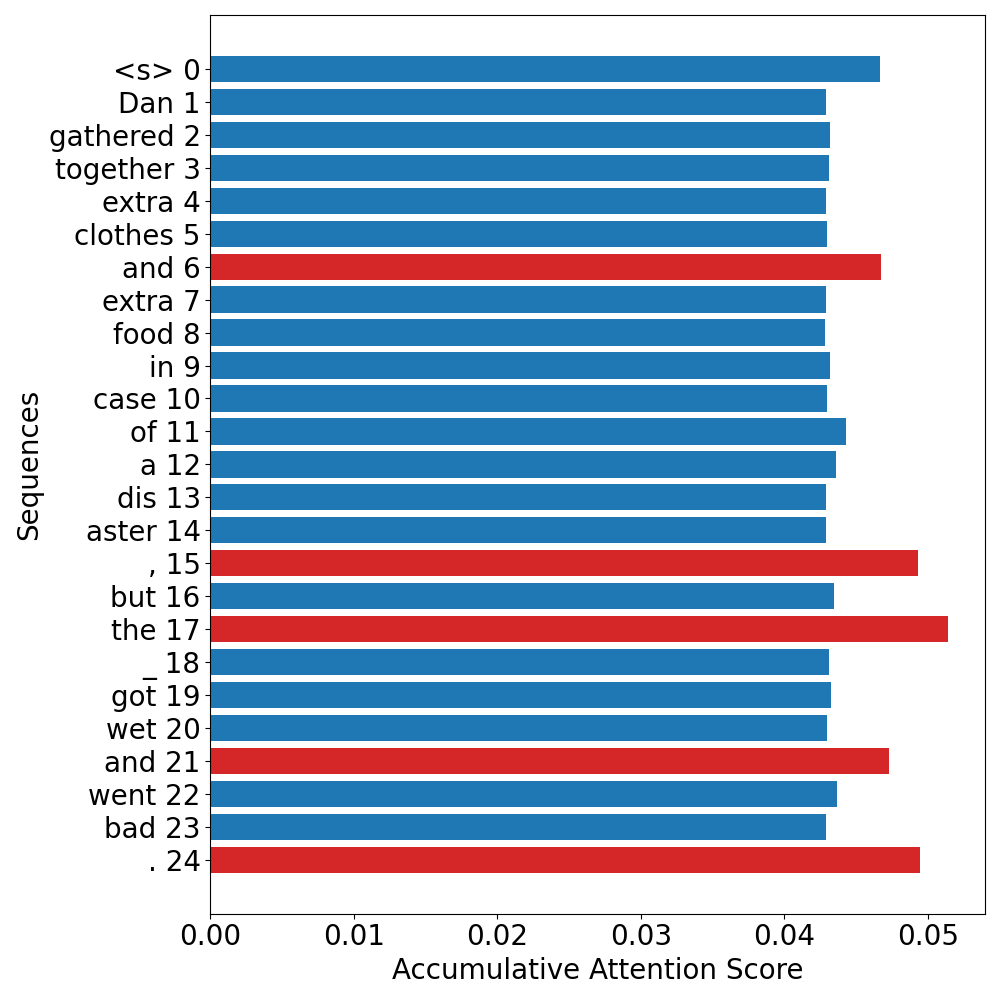 <s> 0
Dan 1
gathered 2
together 3
extra 4
clothes 5
and 6
extra 7
food 8
in 9
case 10
of 11
a 12
dis 13
aster 14
, 15
but 16
the 17
_ 18
got 19
wet 20
and 21
went 22
bad 23
. 24
Sequences
0.00 0.01 0.02 0.03 0.04 0.05
Accumulative Attention Score